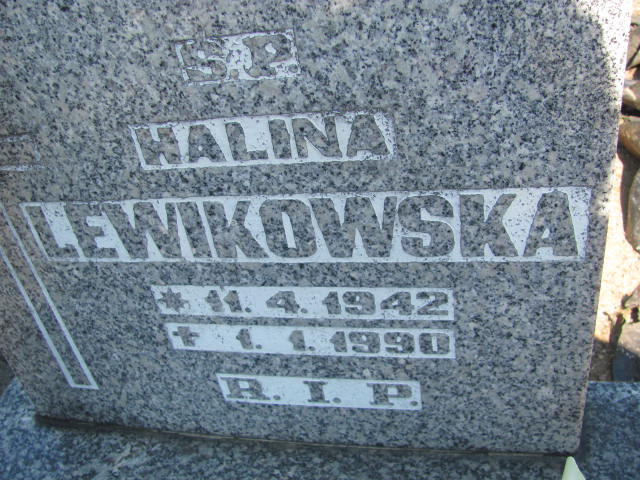 S.P.
HALINA
LEWIKOWSKA
* 11. 4. 1942
✝ 1. 1. 1990
R. I. P.